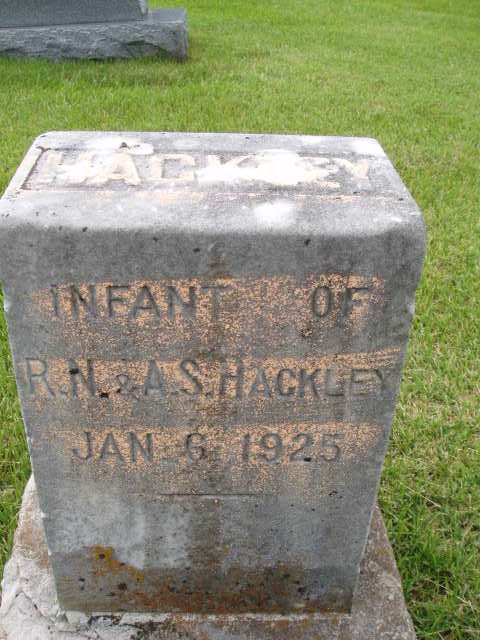 HACKLEY
INFANT OF
R.N. & A.S. HACKLEY
JAN. 6 1925